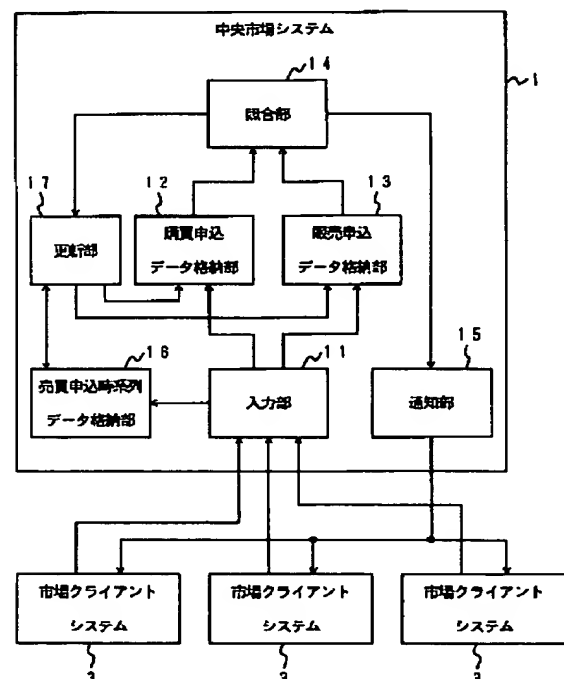 中央市場システム
1
14
照合部
17
更新部
12
購買申込
データ格納部
13
販売申込
データ格納部
16
売買申込時系列
データ格納部
11
入力部
15
通知部
市場クライアント
システム
3
市場クライアント
システム
3
市場クライアント
システム
3